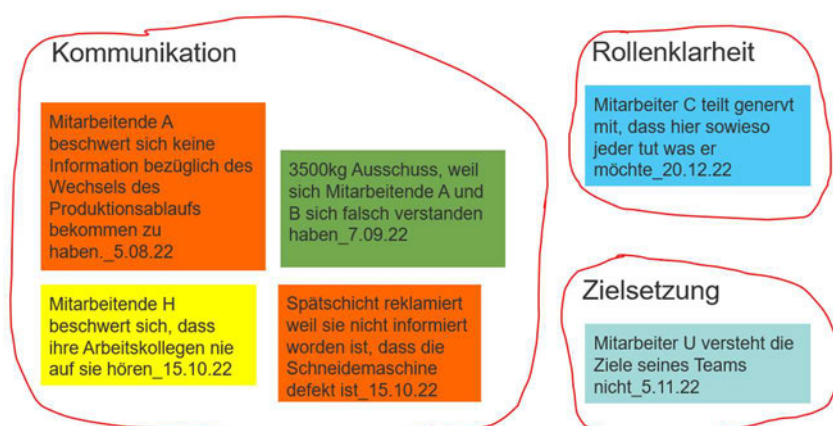 Kommunikation
Mitarbeitende A
beschwert sich keine
Information bezüglich des
Wechsels des
Produktionsablaufs
bekommen zu
haben._5.08.22
3500kg Ausschuss, weil
sich Mitarbeitende A und
B sich falsch verstanden
haben_7.09.22
Mitarbeitende H
beschwert sich, dass
ihre Arbeitskollegen nie
auf sie hören_15.10.22
Spätschicht reklamiert
weil sie nicht informiert
worden ist, dass die
Schneidemaschine
defekt ist_15.10.22
Rollenklarheit
Mitarbeiter C teilt genervt
mit, dass hier sowieso
jeder tut was er
möchte_20.12.22
Zielsetzung
Mitarbeiter U versteht die
Ziele seines Teams
nicht_5.11.22